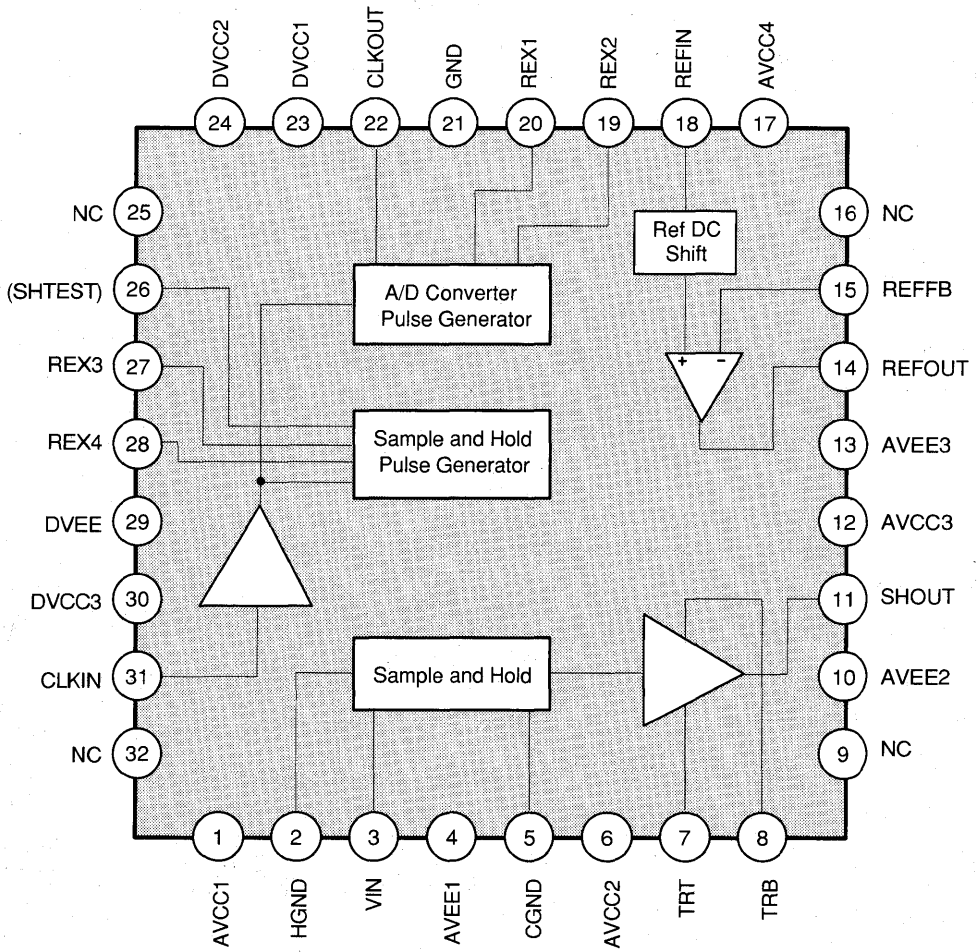 DVCC2
DVCC1
CLKOUT
GND
REX1
REX2
REFIN
AVCC4
24
23
22
21
20
19
18
17
NC
25
16
NC
Ref DC
Shift
(SHTEST)
26
A/D Converter
Pulse Generator
15
REFFB
+
-
REX3
27
14
REFOUT
REX4
28
Sample and Hold
Pulse Generator
13
AVEE3
DVEE
29
12
AVCC3
DVCC3
30
11
SHOUT
CLKIN
31
Sample and Hold
10
AVEE2
NC
32
9
NC
1
2
3
4
5
6
7
8
AVCC1
HGND
VIN
AVEE1
CGND
AVCC2
TRT
TRB